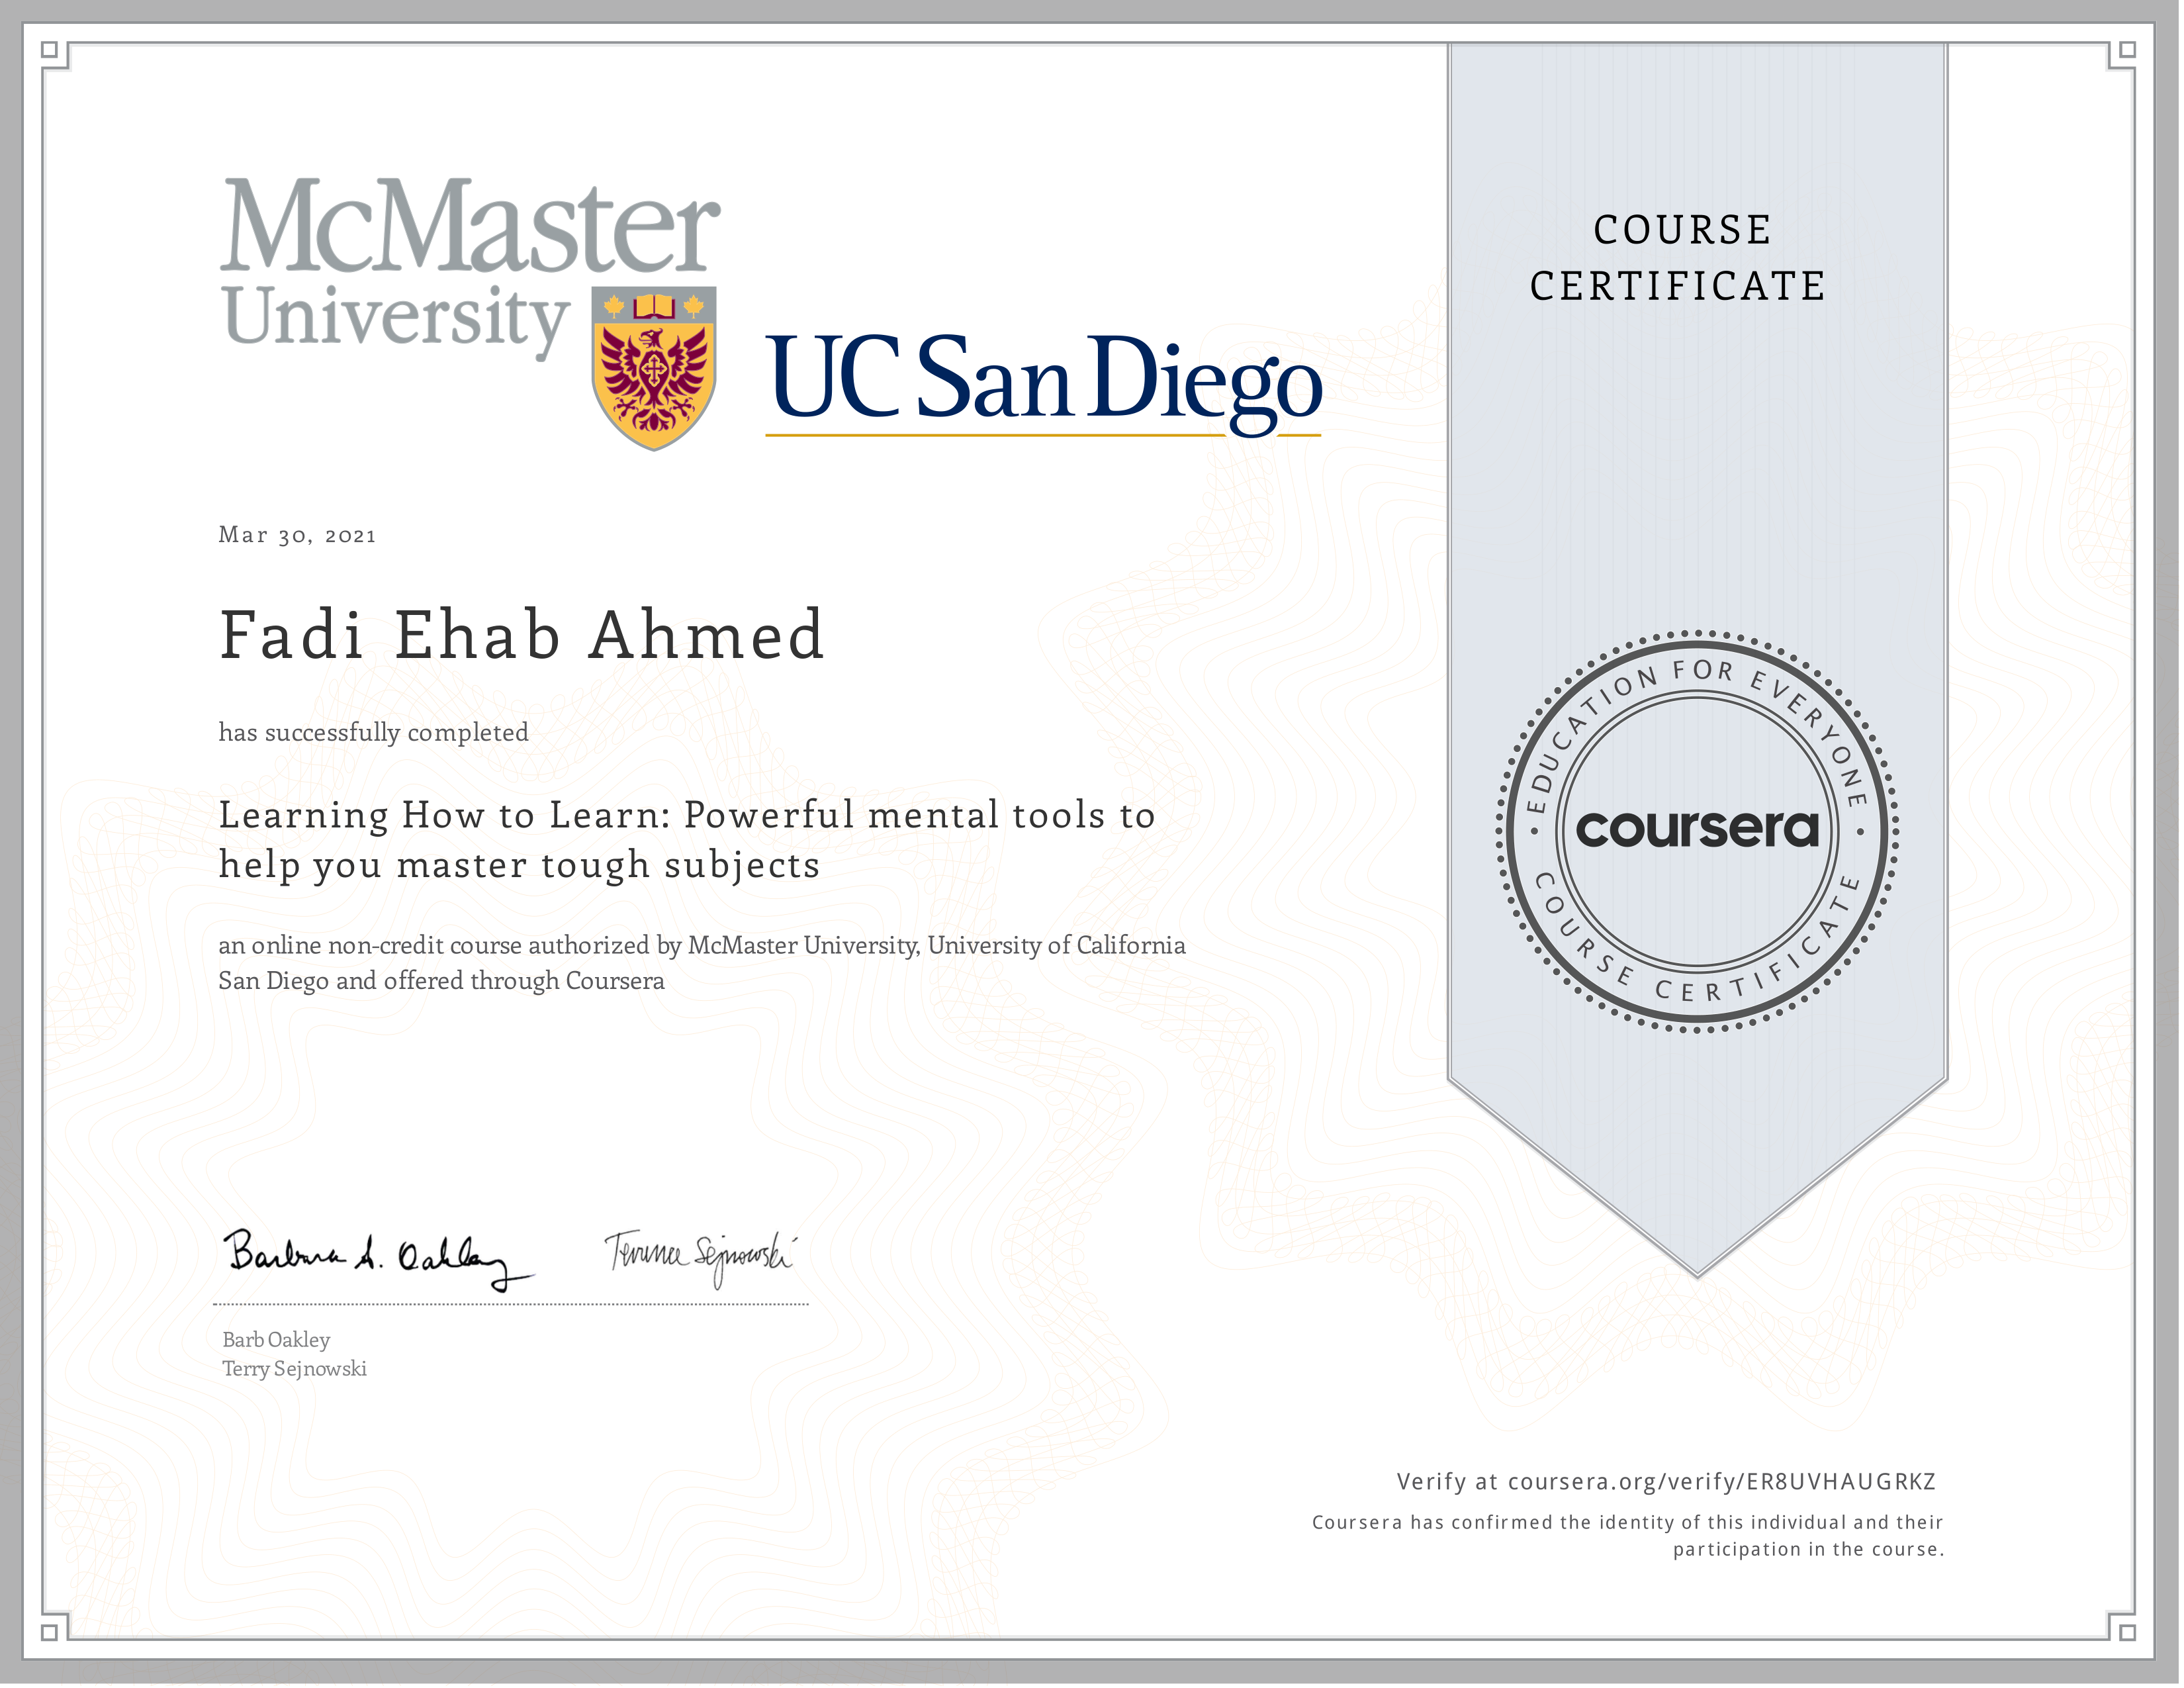 McMaster
University
UC San Diego
COURSE
CERTIFICATE
Mar 30, 2021
Fadi Ehab Ahmed
has successfully completed
Learning How to Learn: Powerful mental tools to
help you master tough subjects
an online non-credit course authorized by McMaster University, University of California
San Diego and offered through Coursera
EDUCATION FOR EVERYONE
coursera
COURSE CERTIFICATE
Barbara A. Oakley Terrence Sejnowski
Barb Oakley
Terry Sejnowski
Verify at coursera.org/verify/ER8UVHAUGRKZ
Coursera has confirmed the identity of this individual and their
participation in the course.